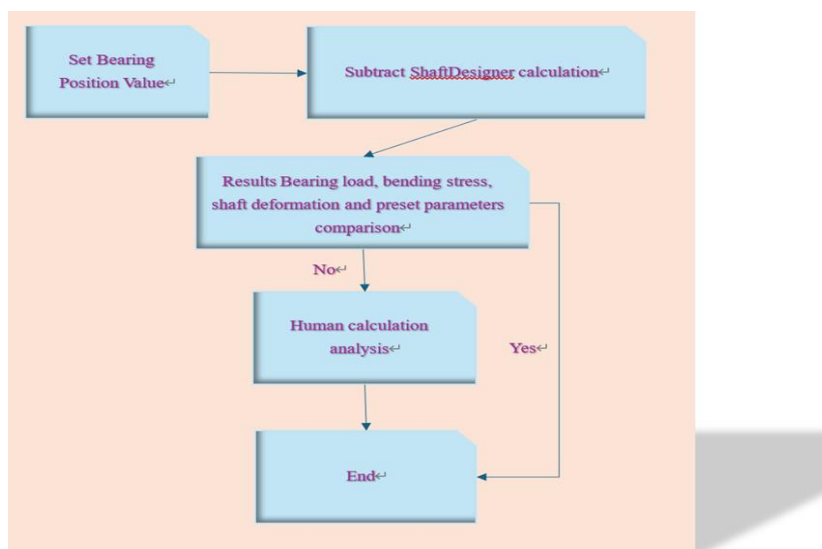 Set Bearing
Position Value↵
Subtract ShaftDesigner calculation↵
Results Bearing load, bending stress,
shaft deformation and preset parameters
comparison↵
No↵
Human calculation
analysis↵
Yes↵
End↵